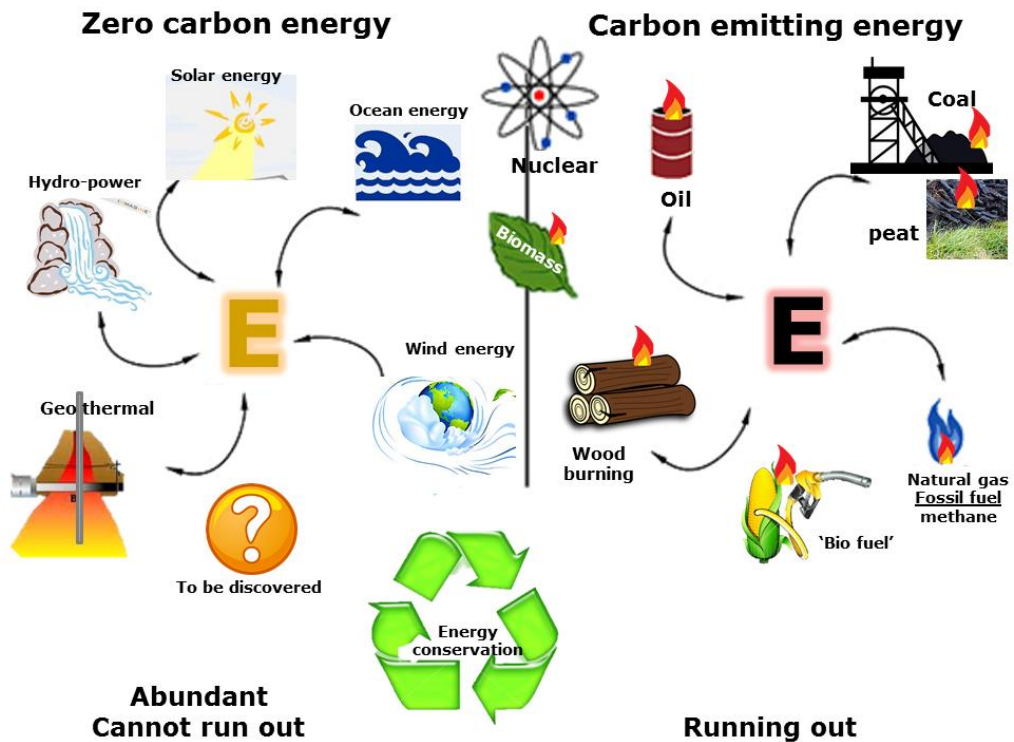 Zero carbon energy
Carbon emitting energy
Solar energy
Ocean energy
Hydro-power
Nuclear
Biomass
Oil
Coal
peat
E
E
Wind energy
Geothermal
B
To be discovered
Wood
burning
'Bio fuel'
Natural gas
Fossil fuel
methane
Energy
conservation
Abundant
Cannot run out
Running out